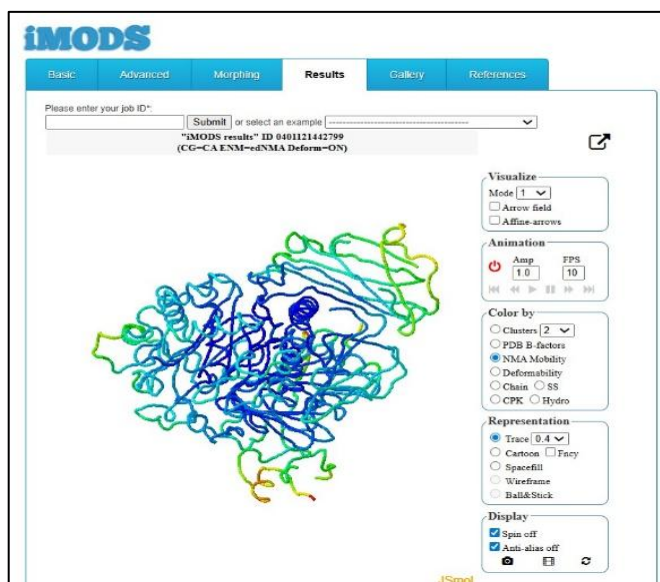 iMODS
Basic Advanced Morphing Results Gallery References
Please enter your job ID*:
Submit or select an example ----------------------------------------
"iMODS results" ID 0401121442799
(CG=CA ENM=edNMA Deform=ON)
Visualize
Mode 1
Arrow field
Affine-arrows
Animation
Amp FPS
1.0 10
Color by
Clusters 2
PDB B-factors
NMA Mobility
Deformability
Chain SS
CPK Hydro
Representation
Trace 0.4
Cartoon Fncy
Spacefill
Wireframe
Ball&Stick
Display
Spin off
Anti-alias off
JSmol